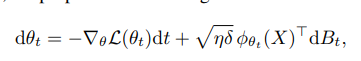 dθ_t = −∇_θ ℒ(θ_t)dt + √ηδ ϕ_{θ_t}(X)^⊤ dB_t,